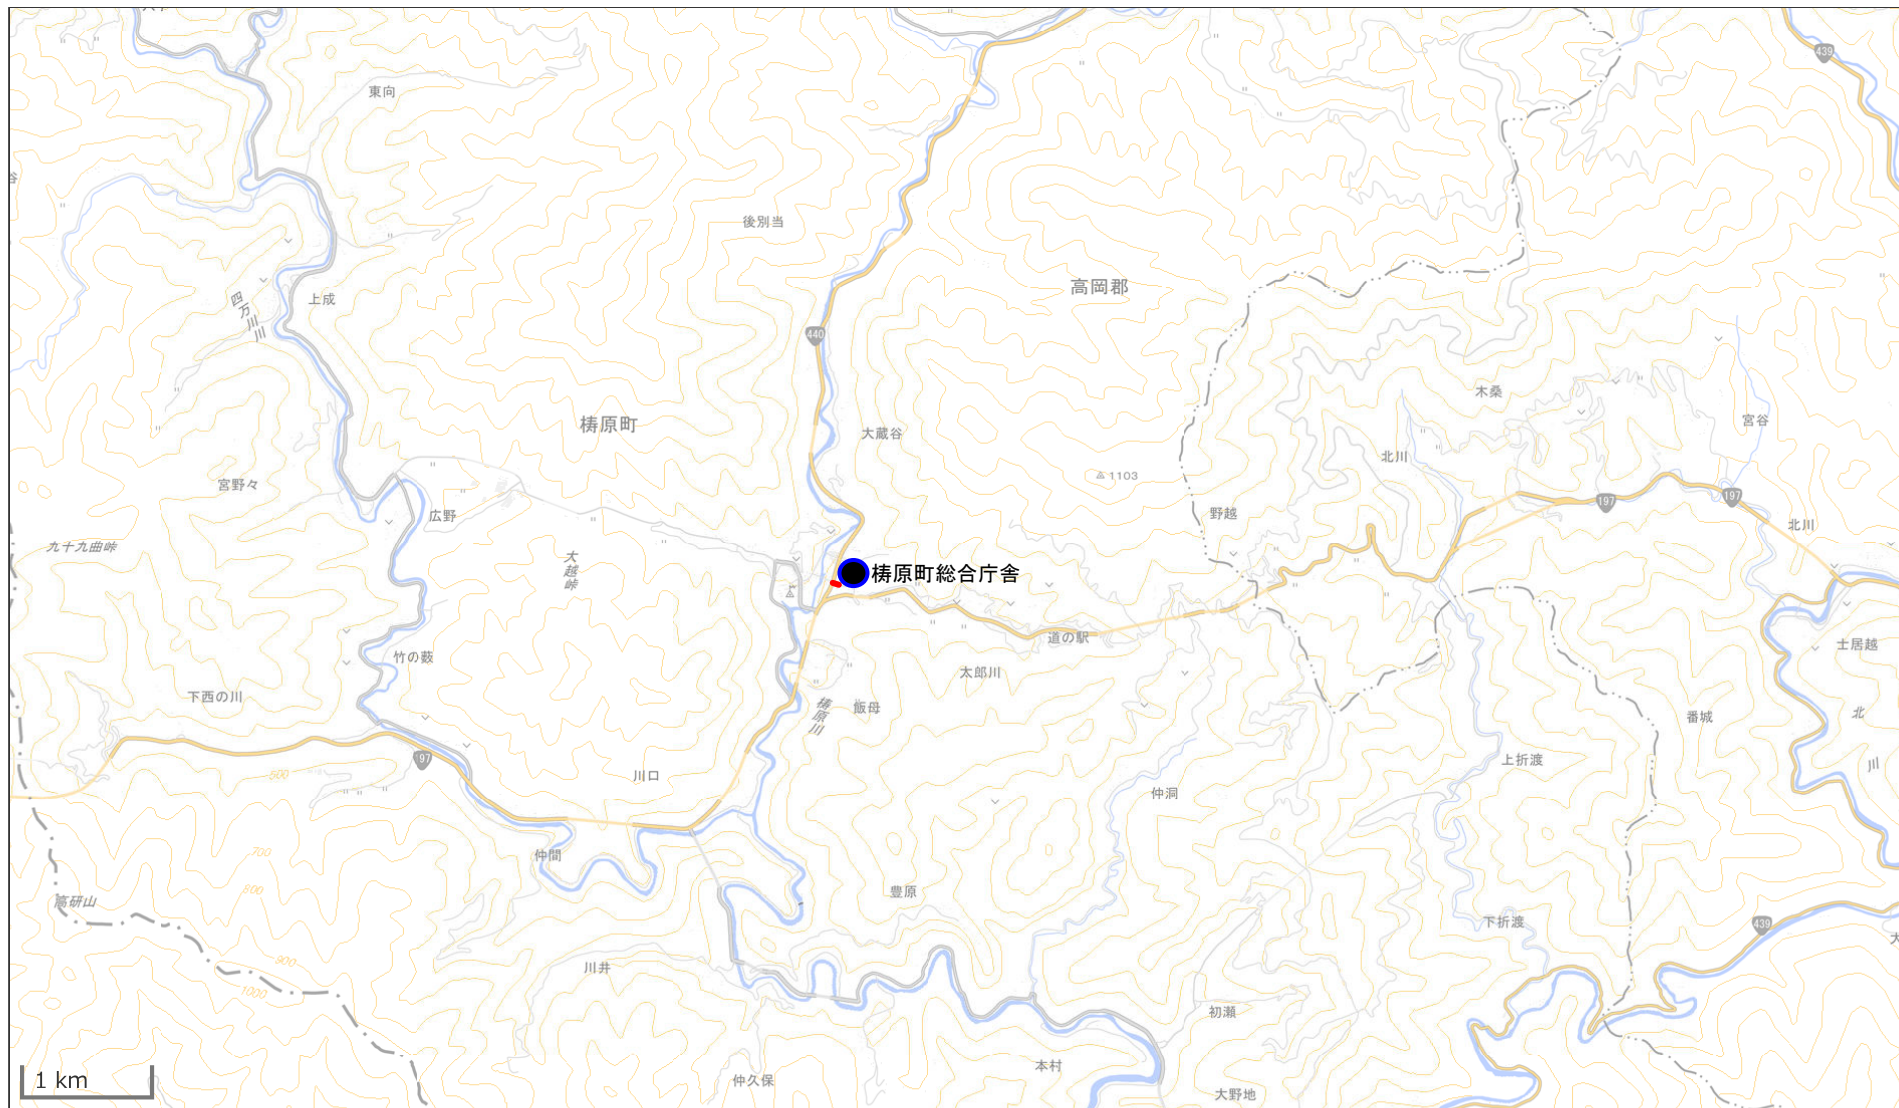 439
東向
後別当
高岡郡
四万川川
上成
440
木桑
梼原町
宮谷
大蔵谷
北川
1103
宮野々
197
197
広野
野越
北川
九十九曲峠
大越峠
梼原町総合庁舎
道の駅
士居越
竹の薮
太郎川
下西の川
梼原川
飯母
番城
北
川
197
上折渡
500
川口
仲洞
700
仲間
800
豊原
高研山
下折渡
439
900
川井
1000
初瀬
本村
1 km
仲久保
大野地